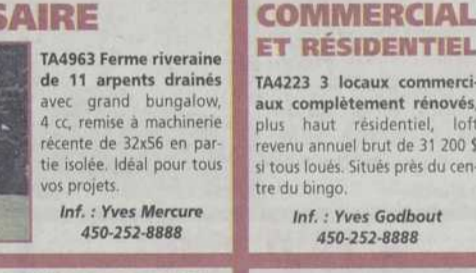 SAIRE
TA4963 Ferme riveraine
de 11 arpents drainés
avec grand bungalow,
4 cc, remise à machinerie
récente de 32x56 en par-
tie isolée. Idéal pour tous
vos projets.
Inf. : Yves Mercure
450-252-8888
COMMERCIAL
ET RÉSIDENTIEL
TA4223 3 locaux commerci-
aux complètement rénovés,
plus haut résidentiel, loft
revenu annuel brut de 31 200 $
si tous loués. Situés près du cen-
tre du bingo.
Inf. : Yves Godbout
450-252-8888